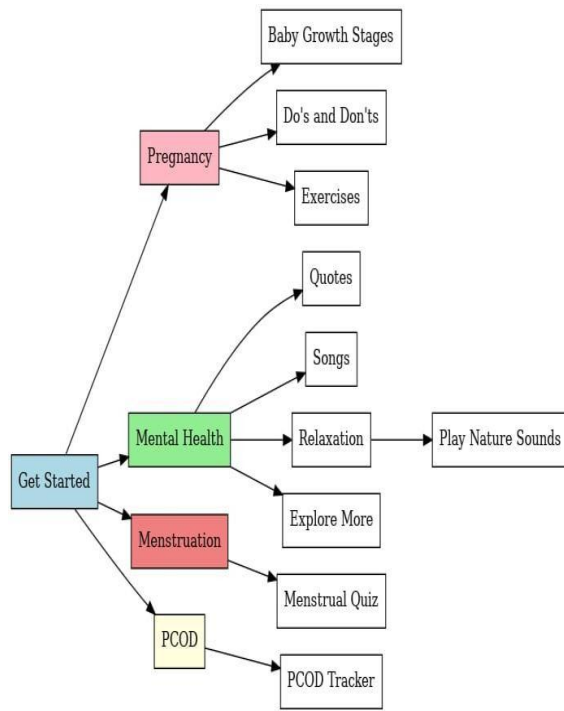 Baby Growth Stages
Do's and Don'ts
Pregnancy
Exercises
Quotes
Songs
Mental Health
Relaxation
Play Nature Sounds
Get Started
Explore More
Menstruation
Menstrual Quiz
PCOD
PCOD Tracker